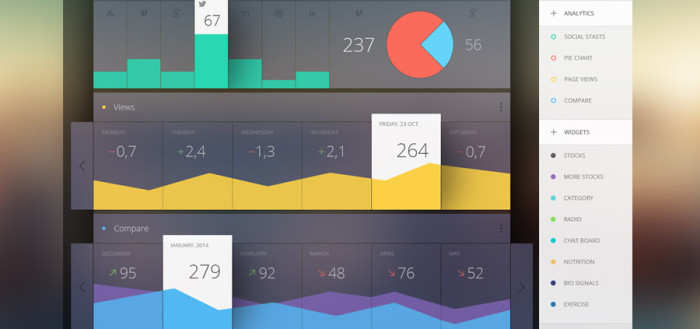 67
237
56
Views
MONDAY
TUESDAY
WEDNESDAY
THURSDAY
FRIDAY, 23 OCT
SATURDAY
−0,7
+2,4
−1,3
+2,1
264
−0,7
Compare
DECEMBER
JANUARY, 2014
FEBRUARY
MARCH
APRIL
MAY
95
279
92
48
76
52
+ ANALYTICS
SOCIAL STASTS
PIE CHART
PAGE VIEWS
COMPARE
+ WIDGETS
STOCKS
MORE STOCKS
CATEGORY
RADIO
CHAT BOARD
NUTRITION
BIO SIGNALS
EXERCISE